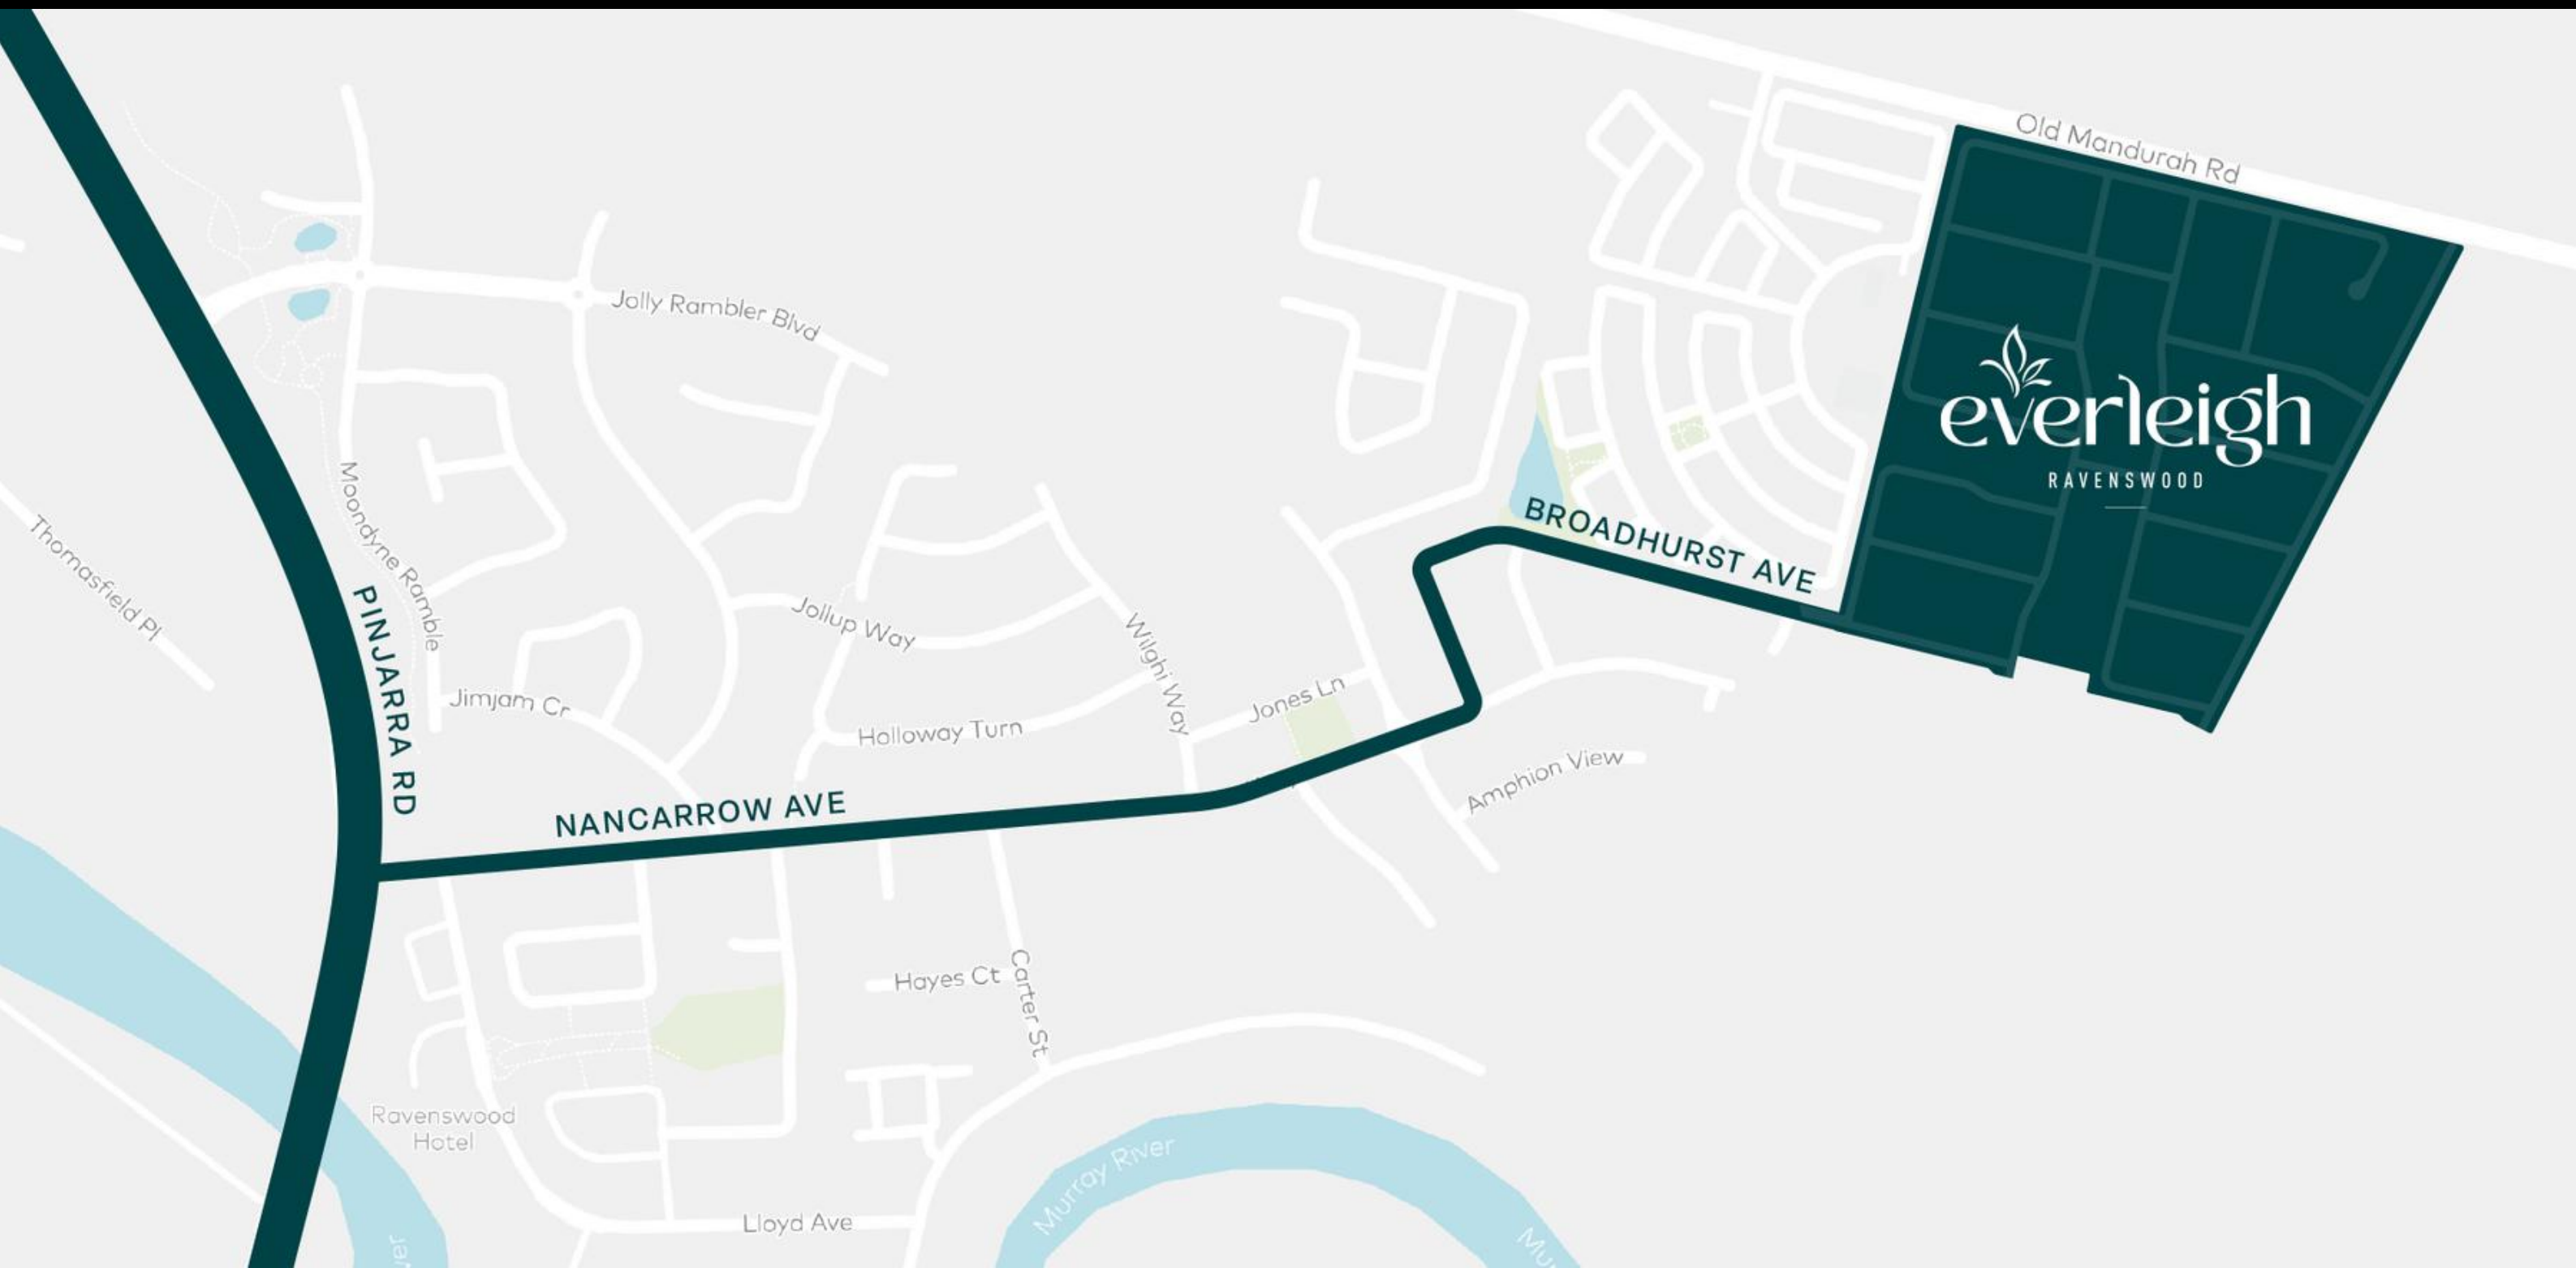 Old Mandurah Rd
Jolly Rambler Blvd
everleigh
RAVENSWOOD
Moondyne Ramble
BROADHURST AVE
Thomasfield Pl
PINJARRA RD
Jollup Way
Wilghi Way
Jimjam Cr
Jones Ln
Holloway Turn
Amphion View
NANCARROW AVE
Hayes Ct
Carter St
Ravenswood
Hotel
Murray River
Lloyd Ave
Mu
ver